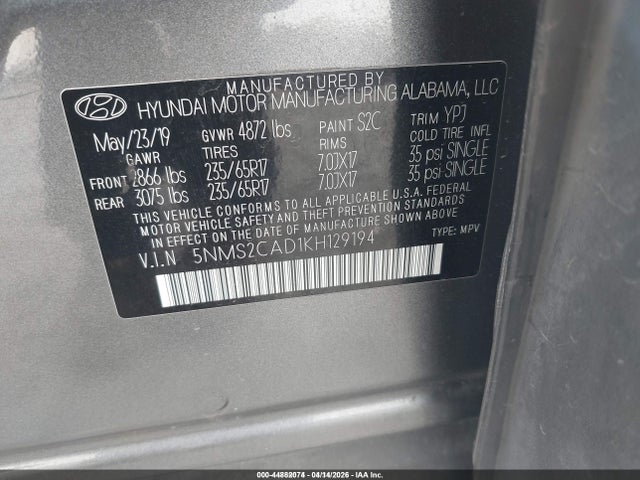 MANUFACTURED BY
HYUNDAI MOTOR MANUFACTURING ALABAMA, LLC
May/23/19 GVWR 4872 lbs PAINT S2C TRIM YPJ
GAWR TIRES RIMS COLD TIRE INFL
FRONT 2866 lbs 235/65R17 7.0JX17 35 psi SINGLE
REAR 3075 lbs 235/65R17 7.0JX17 35 psi SINGLE
THIS VEHICLE CONFORMS TO ALL APPLICABLE U.S.A. FEDERAL
MOTOR VEHICLE SAFETY AND THEFT PREVENTION STANDARDS
IN EFFECT ON THE DATE OF MANUFACTURE SHOWN ABOVE.
V.I.N 5NMS2CAD1KH129194 TYPE: MPV
000-44882074 - 04/14/2026 - IAA Inc.